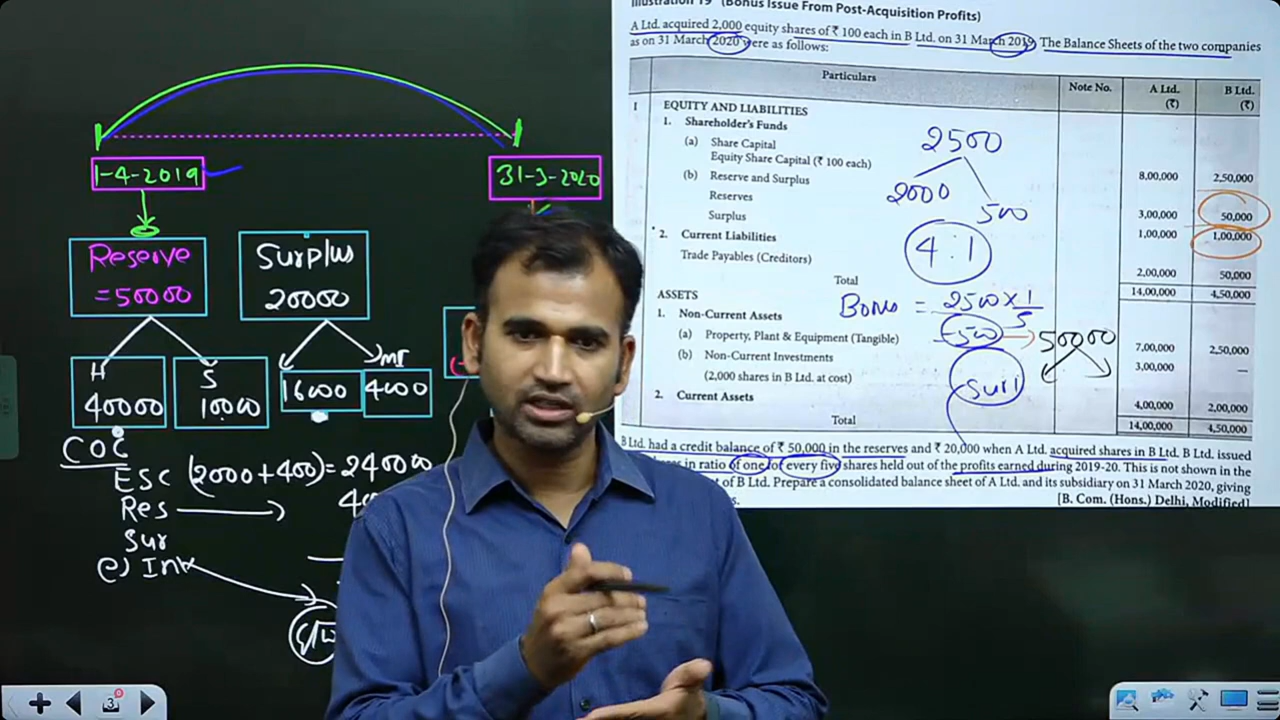 1-4-2019
31-3-2020
Reserve
=50000
Surplus
20000
H
40000
S
10000
16000
MI
4000
COC
ESC (2000+400)=240000
Res
Sur
(e) Inv
(Bonus Issue From Post-Acquisition Profits)
A Ltd. acquired 2,000 equity shares of ₹ 100 each in B Ltd. on 31 March 2019. The Balance Sheets of the two companies
as on 31 March 2020 were as follows:
Particulars Note No. A Ltd. B Ltd.
(₹) (₹)
I EQUITY AND LIABILITIES
1. Shareholder's Funds
(a) Share Capital
Equity Share Capital (₹ 100 each) 8,00,000 2,50,000
(b) Reserve and Surplus
Reserves 3,00,000 50,000
Surplus 1,00,000 1,00,000
2. Current Liabilities
Trade Payables (Creditors) 2,00,000 50,000
Total 14,00,000 4,50,000
ASSETS
1. Non-Current Assets
(a) Property, Plant & Equipment (Tangible) 7,00,000 2,50,000
(b) Non-Current Investments 3,00,000 —
(2,000 shares in B Ltd. at cost)
2. Current Assets 4,00,000 2,00,000
Total 14,00,000 4,50,000
2500
2000
500
4:1
Bonus = 2500 × 1/5
=500 → 50000
B Ltd. had a credit balance of ₹ 50,000 in the reserves and ₹ 20,000 when A Ltd. acquired shares in B Ltd. B Ltd. issued
in ratio of one for every five shares held out of the profits earned during 2019-20. This is not shown in the
of B Ltd. Prepare a consolidated balance sheet of A Ltd. and its subsidiary on 31 March 2020, giving
[B. Com. (Hons.) Delhi, Modified]
3
0